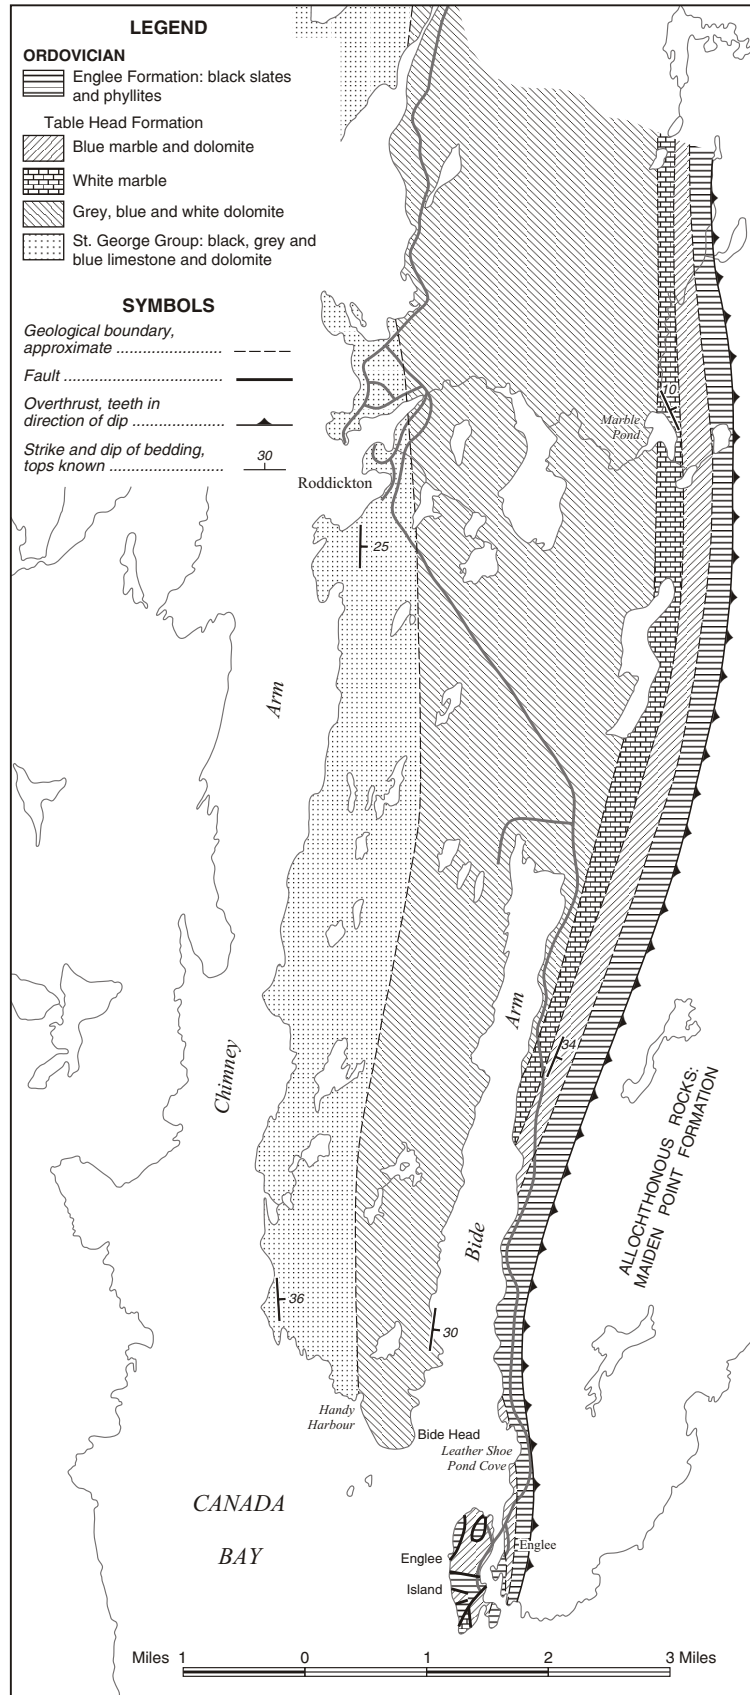 LEGEND
ORDOVICIAN
Englee Formation: black slates
and phyllites
Table Head Formation
Blue marble and dolomite
White marble
Grey, blue and white dolomite
St. George Group: black, grey and
blue limestone and dolomite
SYMBOLS
Geological boundary,
approximate ........................
Fault ....................................
Overthrust, teeth in
direction of dip .....................
Strike and dip of bedding,
tops known ......................... 30
10
Marble
Pond
Roddickton
25
Arm
Arm
34
Chimney
ALLOCHTHONOUS ROCKS:
MAIDEN POINT FORMATION
Bide
36
30
Handy
Harbour
Bide Head
Leather Shoe
Pond Cove
CANADA
BAY
Englee
Englee
Island
Miles 1 0 1 2 3 Miles